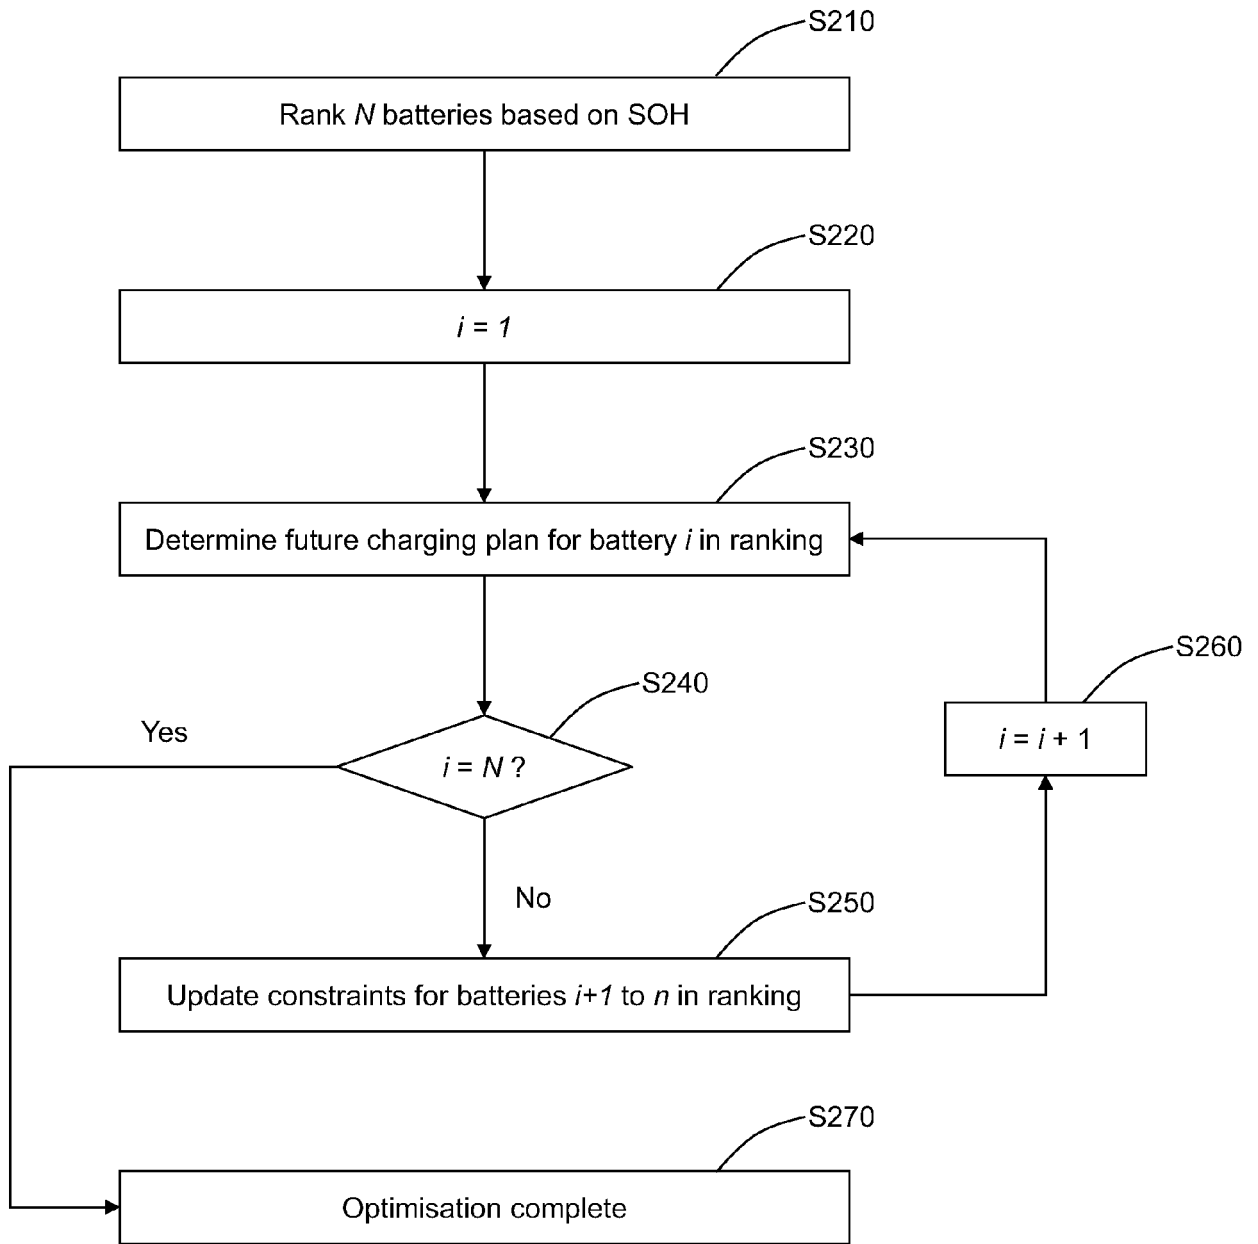 S210
Rank N batteries based on SOH
S220
i = 1
S230
Determine future charging plan for battery i in ranking
S260
S240
Yes
i = i + 1
i = N ?
No
S250
Update constraints for batteries i+1 to n in ranking
S270
Optimisation complete